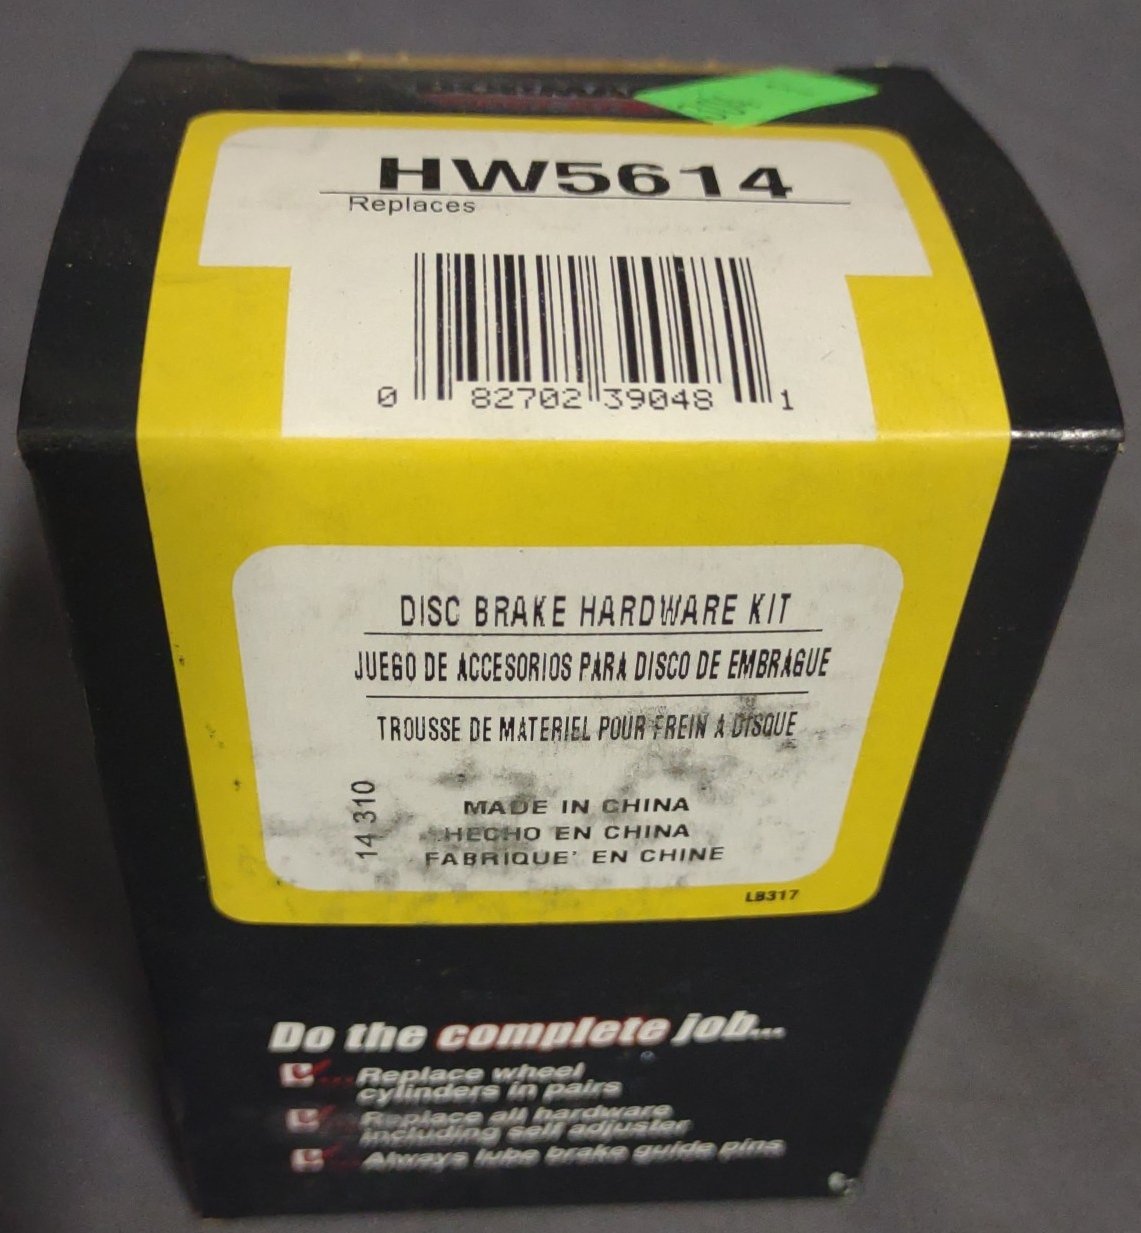 HW5614
Replaces
0 82702 39048 1
DISC BRAKE HARDWARE KIT
JUEGO DE ACCESORIOS PARA DISCO DE EMBRAGUE
TROUSSE DE MATERIEL POUR FREIN A DISQUE
14 310
MADE IN CHINA
HECHO EN CHINA
FABRIQUE' EN CHINE
LB317
Do the complete job...
Replace wheel
cylinders in pairs
Replace all hardware
including self adjuster
Always lube brake guide pins